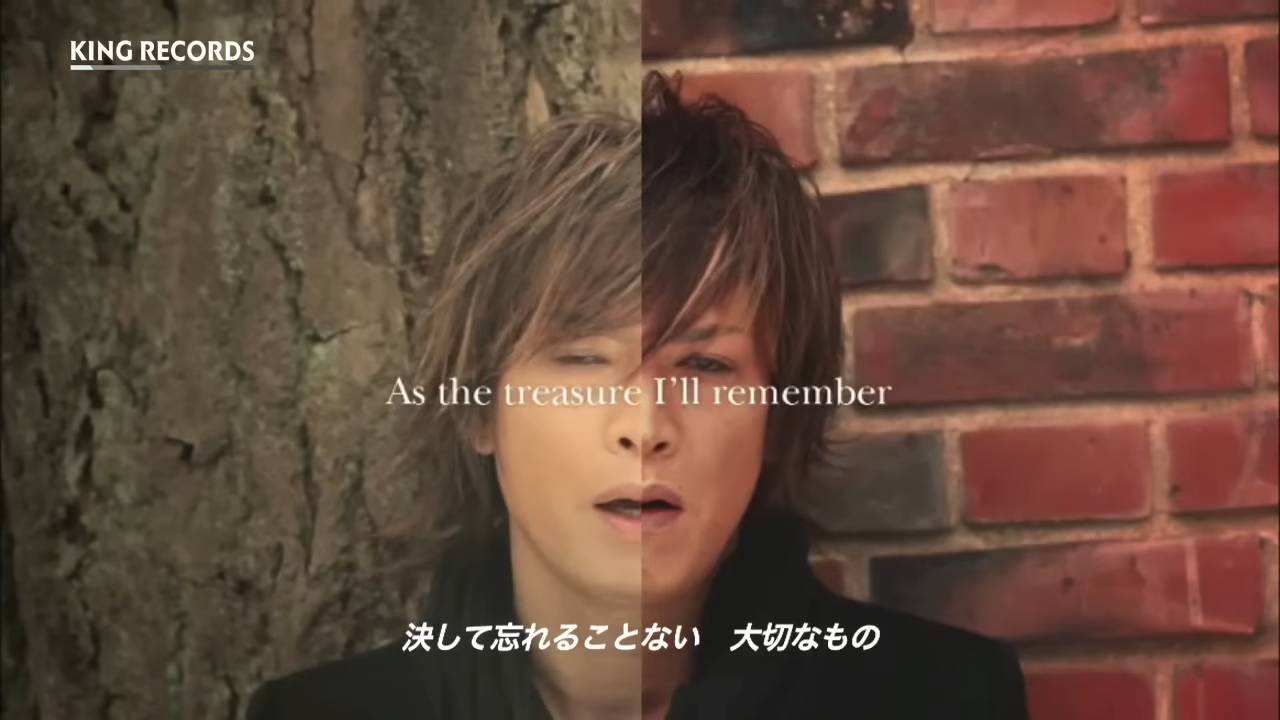 KING RECORDS
As the treasure I'll remember
決して忘れることない　大切なもの